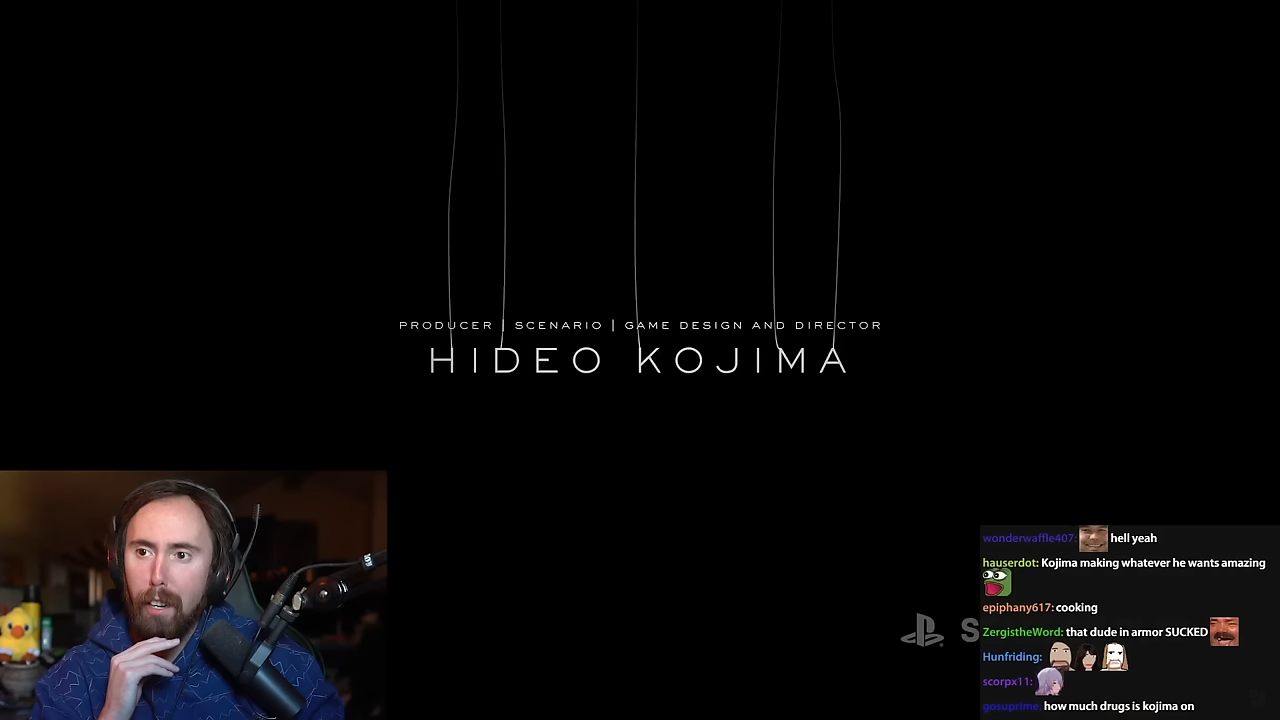 PRODUCER | SCENARIO | GAME DESIGN AND DIRECTOR
HIDEO KOJIMA
S
wonderwaffle407: hell yeah
hauserdot: Kojima making whatever he wants amazing
epiphany617: cooking
ZergistheWord: that dude in armor SUCKED
Hunfriding:
scorpx11:
gosuprime: how much drugs is kojima on